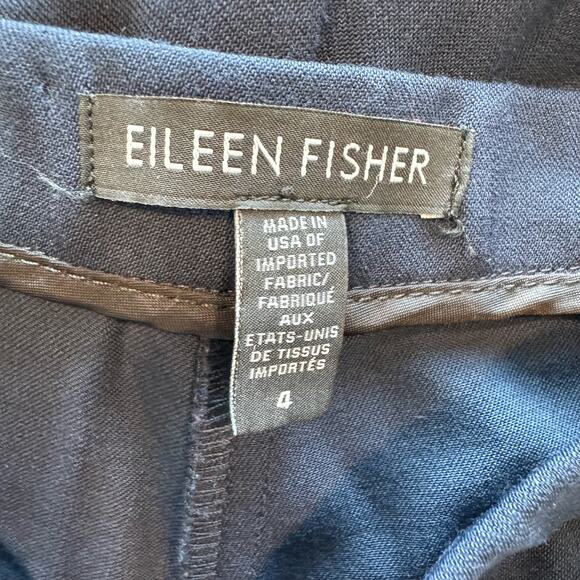 EILEEN FISHER
MADE IN
USA OF
IMPORTED
FABRIC/
FABRIQUÉ
AUX
ETATS-UNIS
DE TISSUS
IMPORTÉS
4